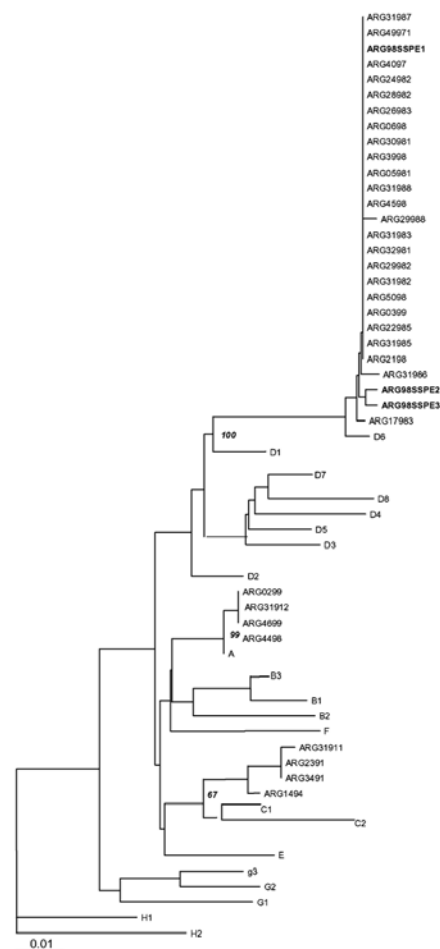 ARG31987
ARG49971
ARG98SSPE1
ARG4097
ARG24982
ARG28982
ARG26983
ARG0698
ARG30981
ARG3998
ARG05981
ARG31988
ARG4598
ARG29988
ARG31983
ARG32981
ARG29982
ARG31982
ARG5098
ARG0399
ARG22985
ARG31985
ARG2198
ARG31986
ARG98SSPE2
ARG98SSPE3
ARG17983
100
D6
D1
D7
D8
D4
D5
D3
D2
ARG0299
ARG31912
ARG4699
99
ARG4498
A
B3
B1
B2
F
ARG31911
ARG2391
ARG3491
67
ARG1494
C1
C2
E
g3
G2
G1
H1
H2
0.01